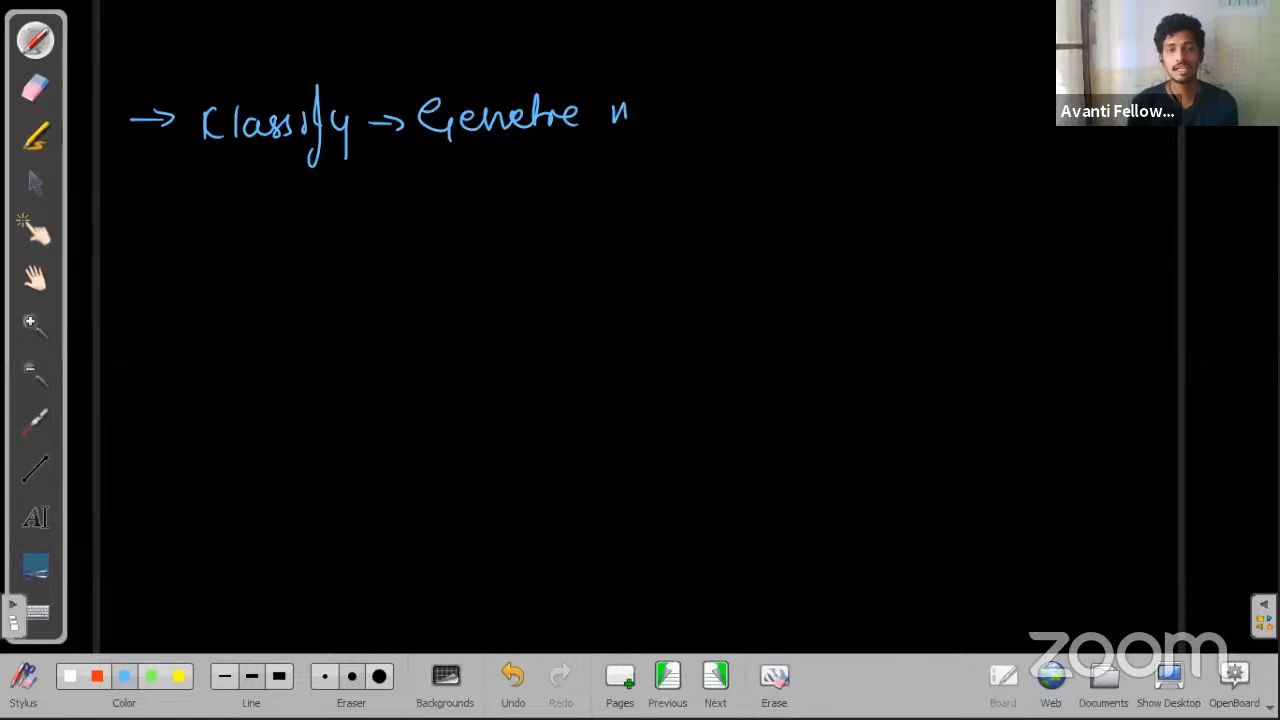 Avanti Fellow...
→ Classify → Genetre n
zoom
Stylus Color Line Eraser Backgrounds Undo Redo Pages Previous Next Erase Board Web Documents Show Desktop OpenBoard